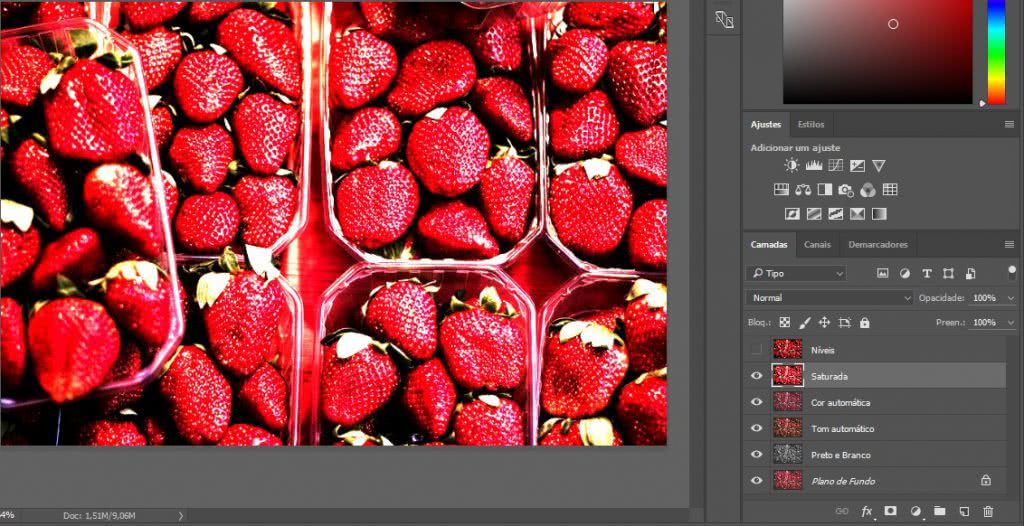 Ajustes Estilos
Adicionar um ajuste
Camadas Canais Demarcadores
Tipo
T
Normal Opacidade: 100%
Bloq.: Preen.: 100%
Níveis
Saturada
Cor automática
Tom automático
Preto e Branco
Plano de Fundo
fx
4% Doc: 1,51M/9,06M